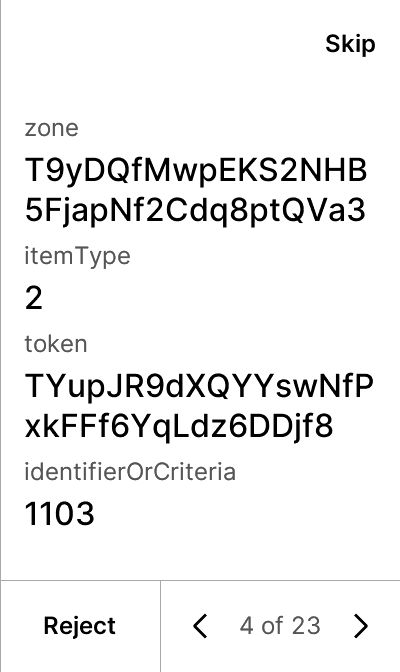 Skip
zone
T9yDQfMwpEKS2NHB
5FjapNf2Cdq8ptQVa3
itemType
2
token
TYupJR9dXQYYswNfP
xkFFf6YqLdz6DDjf8
identifierOrCriteria
1103
Reject
4 of 23